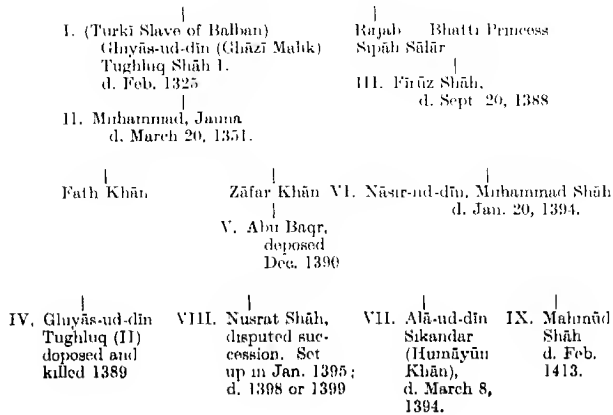 I. (Turkī Slave of Balban)
Ghiyās-ud-dīn (Ghāzī Malik)
Tughluq Shāh I.
d. Feb. 1325
Rajab Bhatti Princess
Sipāh Sālār
III. Fīrūz Shāh,
d. Sept 20, 1388
II. Muhammad, Jauna
d. March 20, 1351.
Fath Khān
Zāfar Khān
VI. Nāsir-ud-dīn, Muhammad Shāh
d. Jan. 20, 1394.
V. Abu Baqr,
deposed
Dec. 1390
IV. Ghiyās-ud-dīn
Tughluq (II)
deposed and
killed 1389
VIII. Nusrat Shāh,
disputed suc-
cession. Set
up in Jan. 1395;
d. 1398 or 1399
VII. Alā-ud-dīn
Sikandar
(Humāyūn
Khān),
d. March 8,
1394.
IX. Mahmūd
Shāh
d. Feb.
1413.